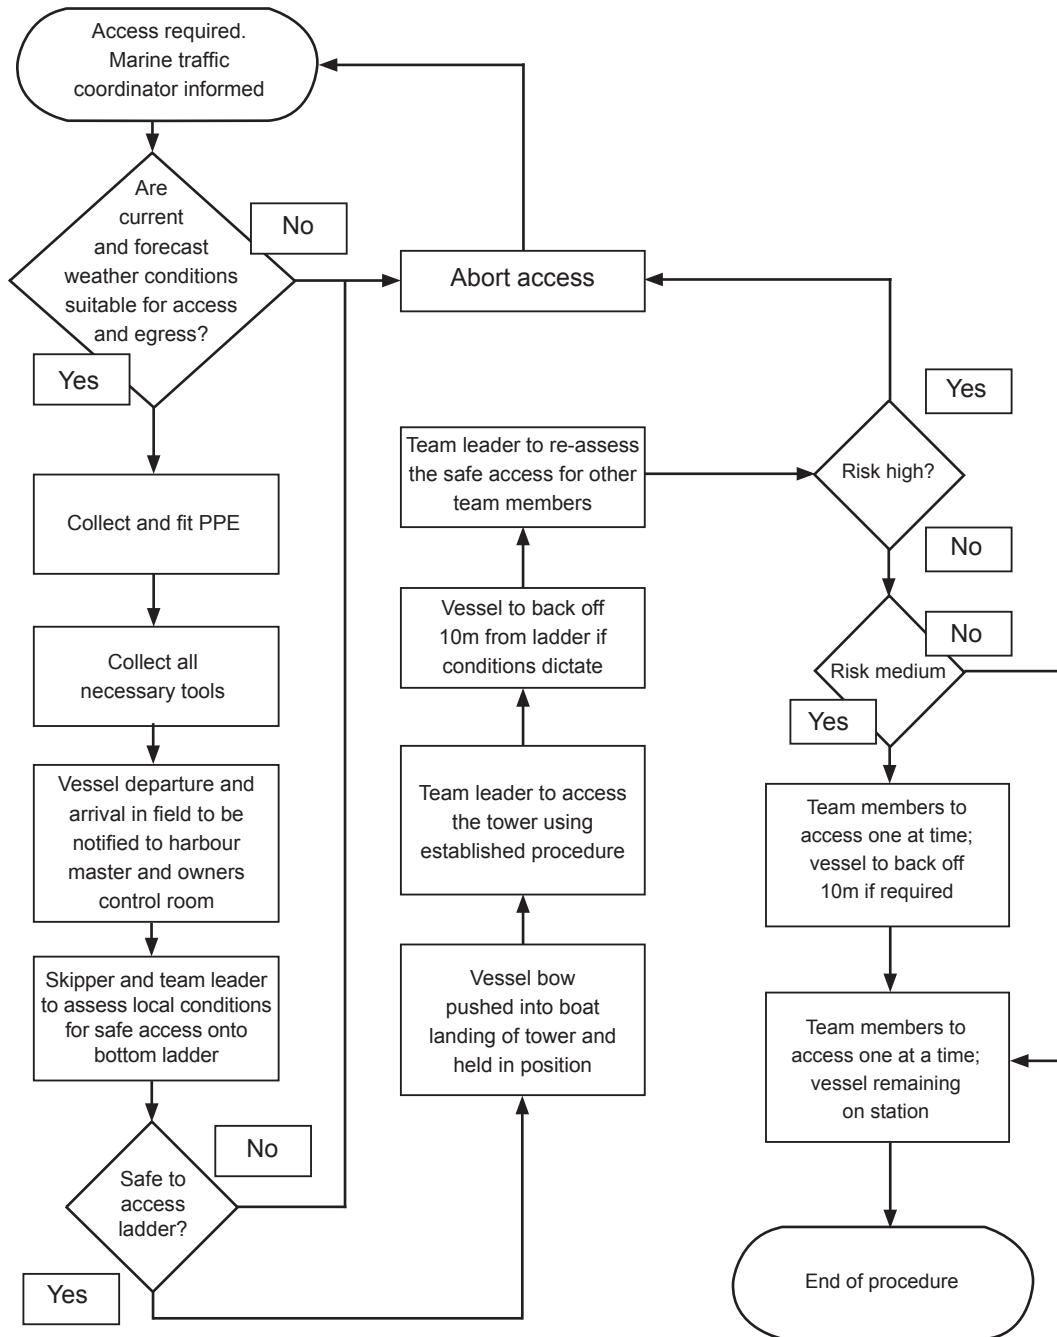 Access required.
Marine traffic
coordinator informed
Are
current
and forecast
weather conditions
suitable for access
and egress?
No
Yes
Abort access
Collect and fit PPE
Collect all
necessary tools
Vessel departure and
arrival in field to be
notified to harbour
master and owners
control room
Skipper and team leader
to assess local conditions
for safe access onto
bottom ladder
Safe to
access
ladder?
No
Yes
Vessel bow
pushed into boat
landing of tower and
held in position
Team leader to access
the tower using
established procedure
Vessel to back off
10m from ladder if
conditions dictate
Team leader to re-assess
the safe access for other
team members
Risk high?
Yes
No
Risk medium
No
Yes
Team members to
access one at time;
vessel to back off
10m if required
Team members to
access one at a time;
vessel remaining
on station
End of procedure